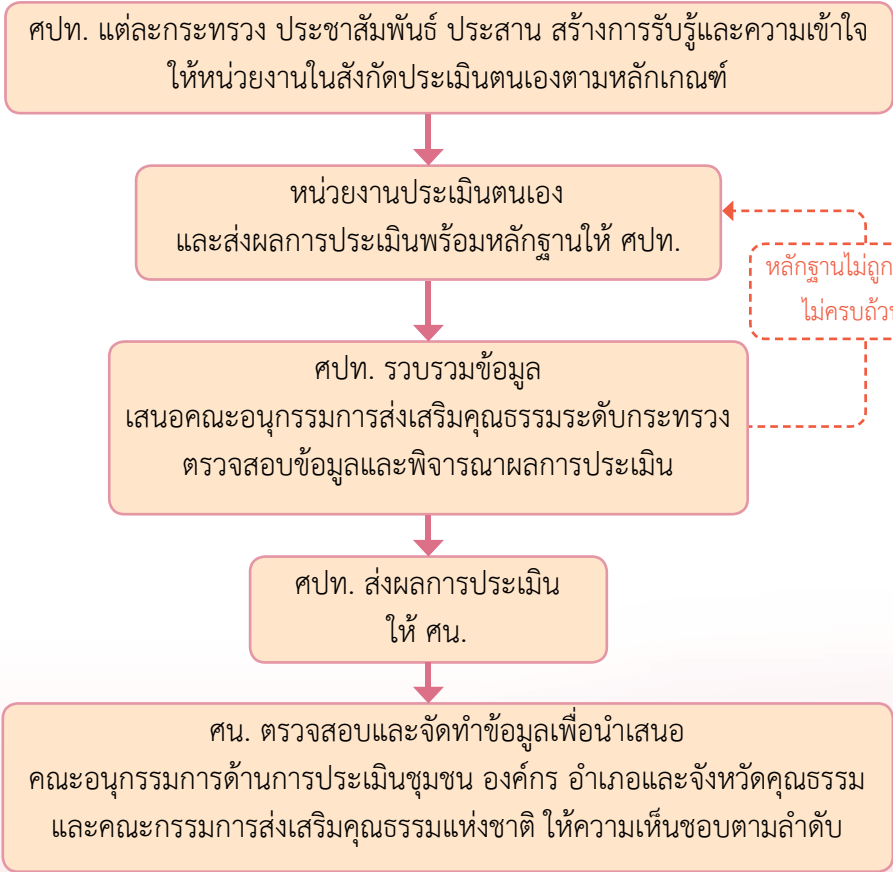 ศปท. แต่ละกระทรวง ประชาสัมพันธ์ ประสาน สร้างการรับรู้และความเข้าใจ
ให้หน่วยงานในสังกัดประเมินตนเองตามหลักเกณฑ์
หน่วยงานประเมินตนเอง
และส่งผลการประเมินพร้อมหลักฐานให้ ศปท.
หลักฐานไม่ถูก
ไม่ครบถ้วน
ศปท. รวบรวมข้อมูล
เสนอคณะอนุกรรมการส่งเสริมคุณธรรมระดับกระทรวง
ตรวจสอบข้อมูลและพิจารณาผลการประเมิน
ศปท. ส่งผลการประเมิน
ให้ ศน.
ศน. ตรวจสอบและจัดทำข้อมูลเพื่อนำเสนอ
คณะอนุกรรมการด้านการประเมินชุมชน องค์กร อำเภอและจังหวัดคุณธรรม
และคณะกรรมการส่งเสริมคุณธรรมแห่งชาติ ให้ความเห็นชอบตามลำดับ